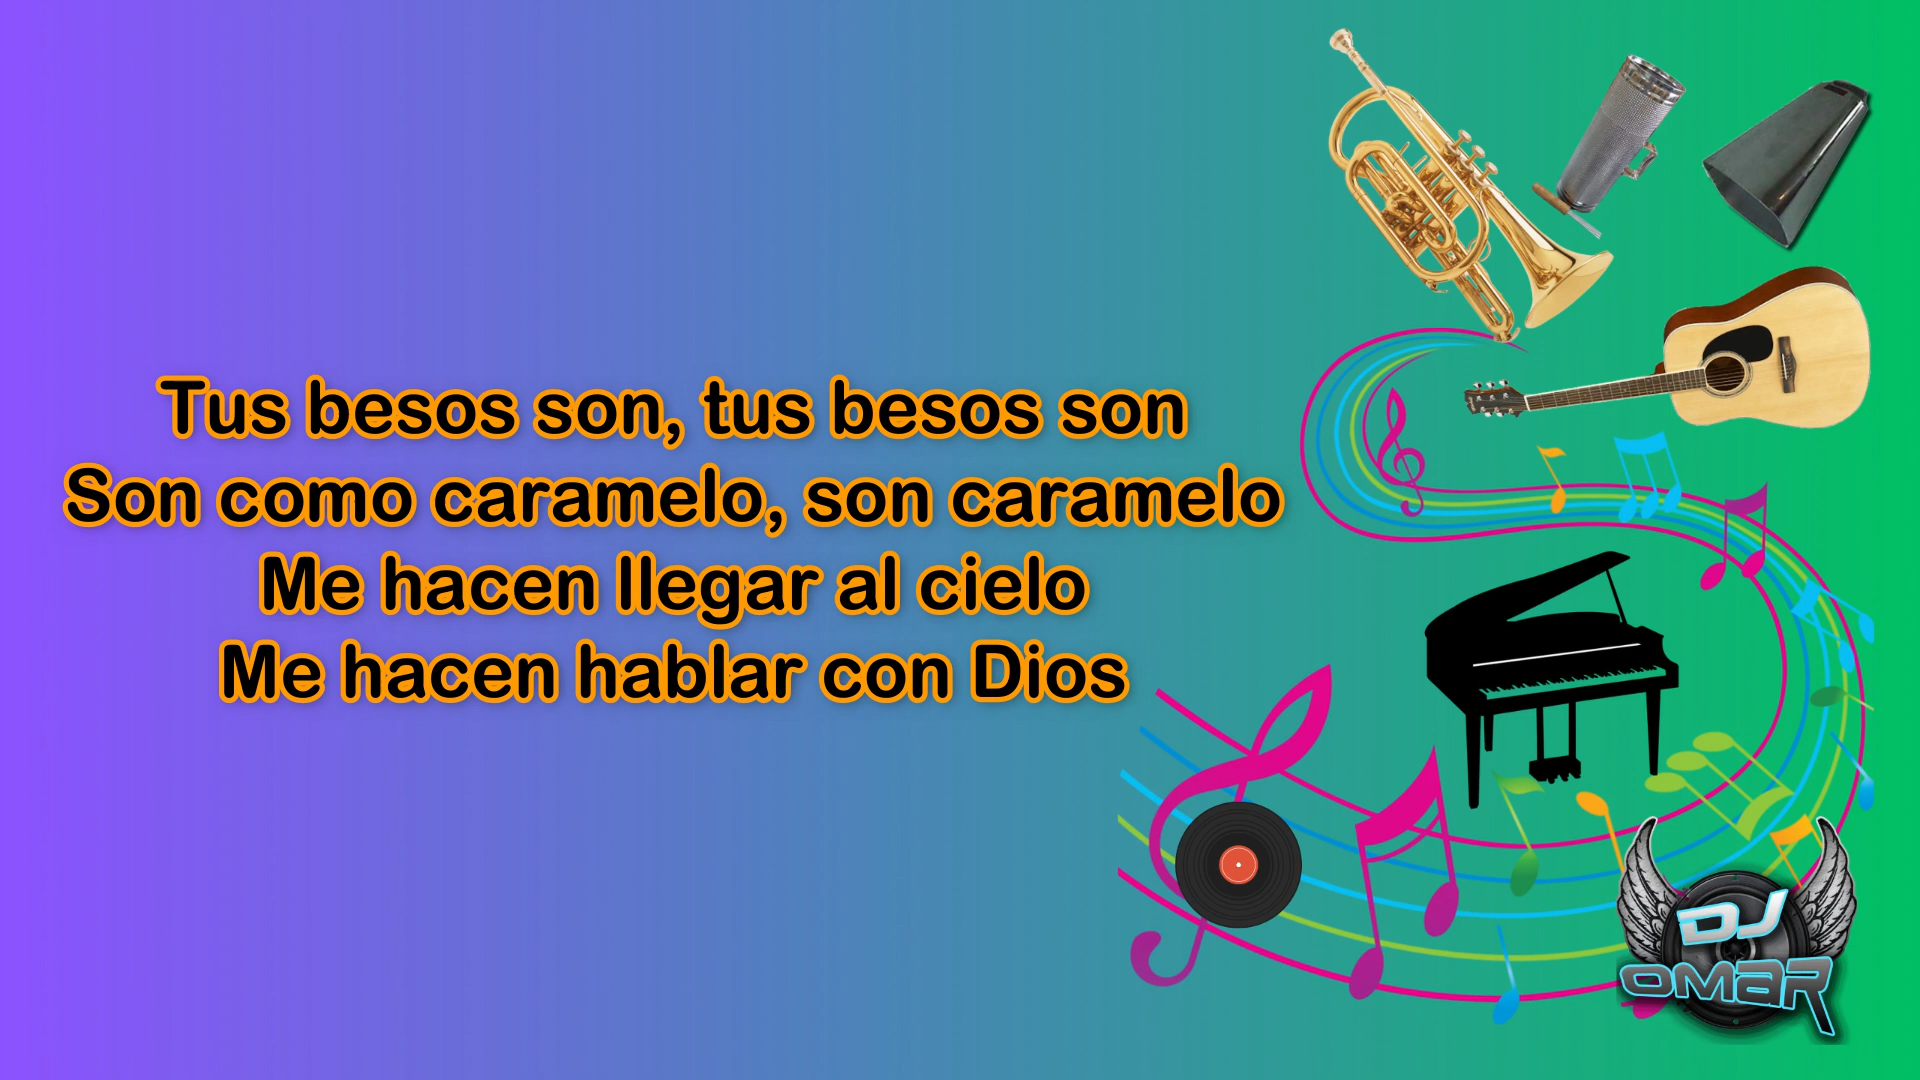 Tus besos son, tus besos son
Son como caramelo, son caramelo
Me hacen llegar al cielo
Me hacen hablar con Dios
DJ
OMAR